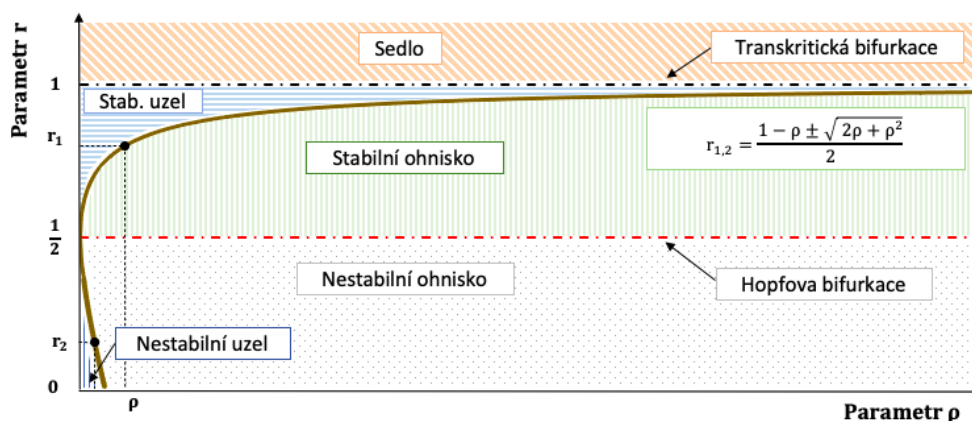 Parametr r
Sedlo
Transkritická bifurkace
1
Stab. uzel
r₁
Stabilní ohnisko
r₁,₂ = (1 − ρ ± √(2ρ + ρ²)) / 2
1/2
Nestabilní ohnisko
Hopfova bifurkace
r₂
Nestabilní uzel
0
ρ
Parametr ρ